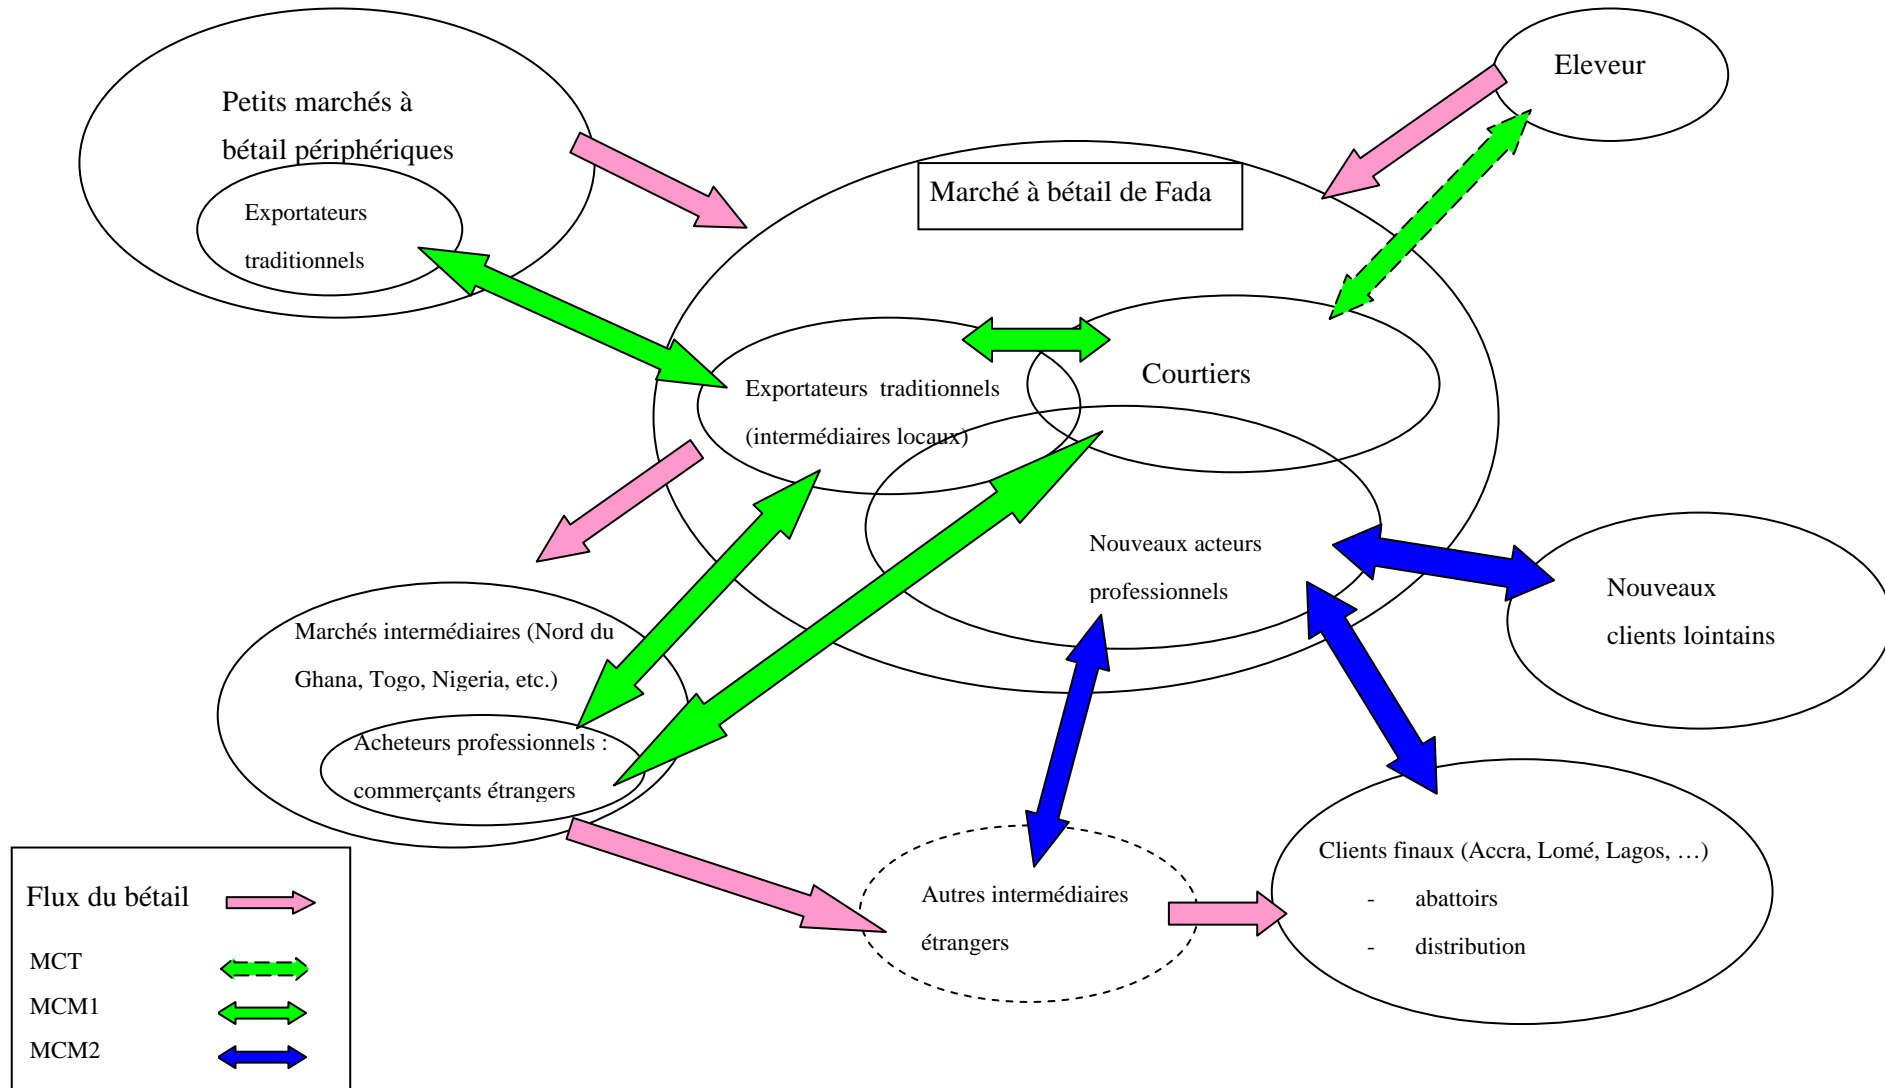 Petits marchés à
bétail périphériques
Exportateurs
traditionnels
Eleveur
Marché à bétail de Fada
Exportateurs traditionnels
(intermédiaires locaux)
Courtiers
Nouveaux acteurs
professionnels
Nouveaux
clients lointains
Marchés intermédiaires (Nord du
Ghana, Togo, Nigeria, etc.)
Acheteurs professionnels :
commerçants étrangers
Autres intermédiaires
étrangers
Clients finaux (Accra, Lomé, Lagos, …)
- abattoirs
- distribution
Flux du bétail
MCT
MCM1
MCM2